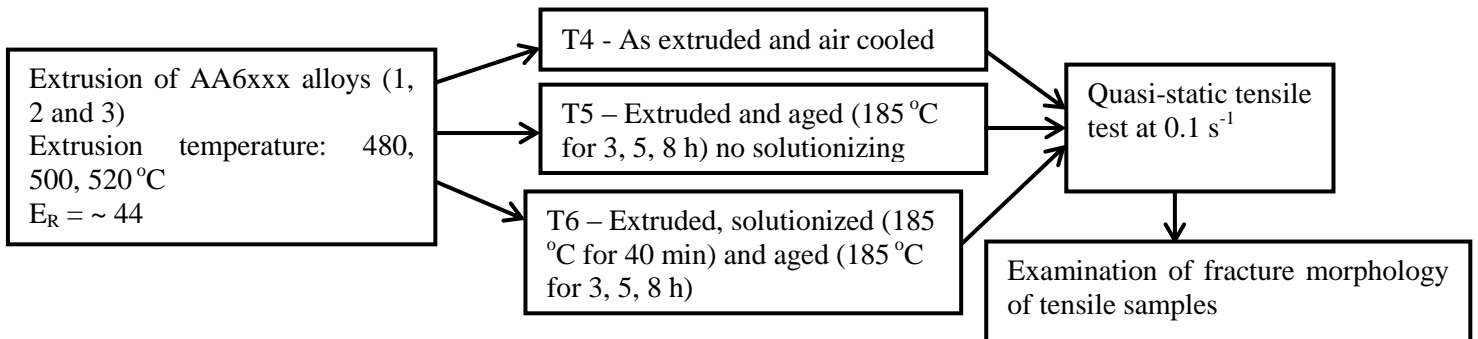 Extrusion of AA6xxx alloys (1,
2 and 3)
Extrusion temperature: 480,
500, 520 °C
E_R = ~ 44
T4 - As extruded and air cooled
T5 – Extruded and aged (185 °C
for 3, 5, 8 h) no solutionizing
T6 – Extruded, solutionized (185
°C for 40 min) and aged (185 °C
for 3, 5, 8 h)
Quasi-static tensile
test at 0.1 s⁻¹
Examination of fracture morphology
of tensile samples